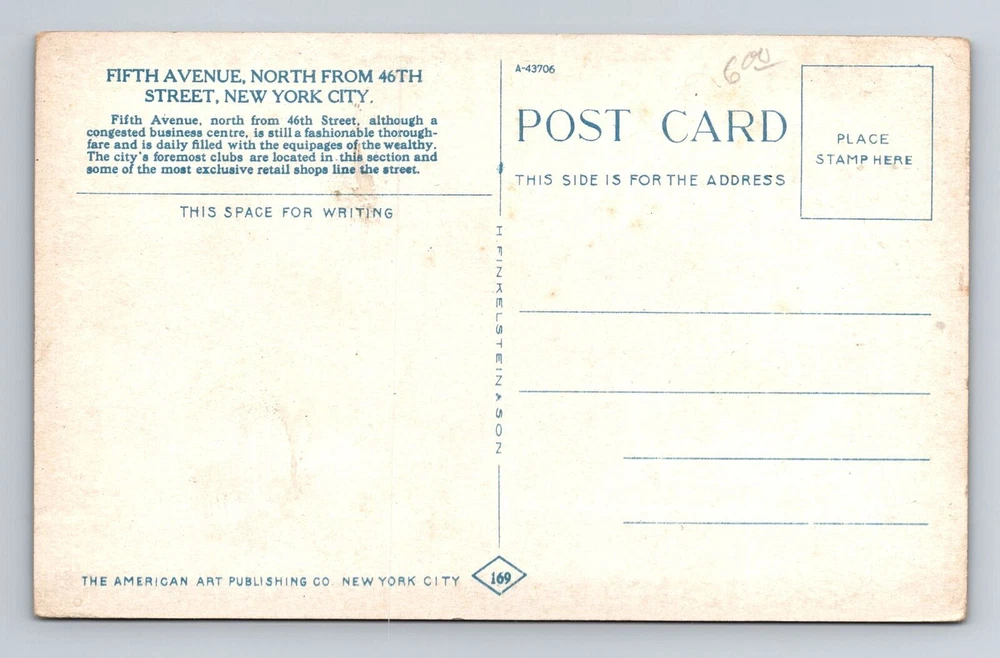 FIFTH AVENUE, NORTH FROM 46TH
STREET, NEW YORK CITY.
Fifth Avenue, north from 46th Street, although a
congested business centre, is still a fashionable thorough-
fare and is daily filled with the equipages of the wealthy.
The city's foremost clubs are located in this section and
some of the most exclusive retail shops line the street.
THIS SPACE FOR WRITING
A-43706
6.00
POST CARD
THIS SIDE IS FOR THE ADDRESS
PLACE
STAMP HERE
H FINKELSTEIN & SON
THE AMERICAN ART PUBLISHING CO. NEW YORK CITY
169